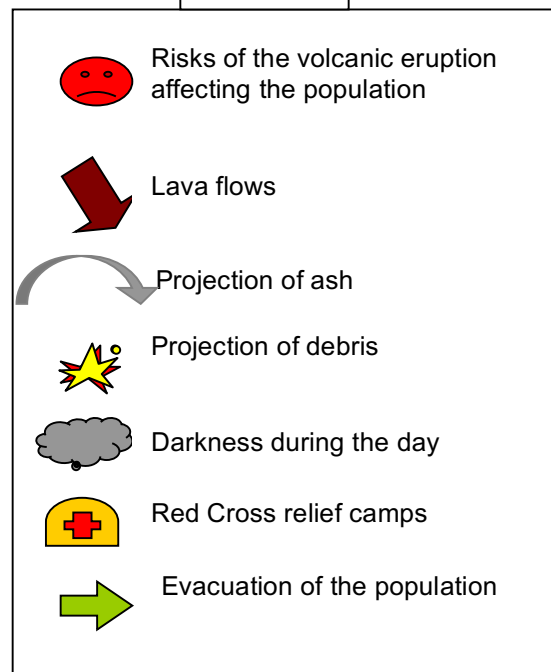 Risks of the volcanic eruption
affecting the population
Lava flows
Projection of ash
Projection of debris
Darkness during the day
Red Cross relief camps
Evacuation of the population